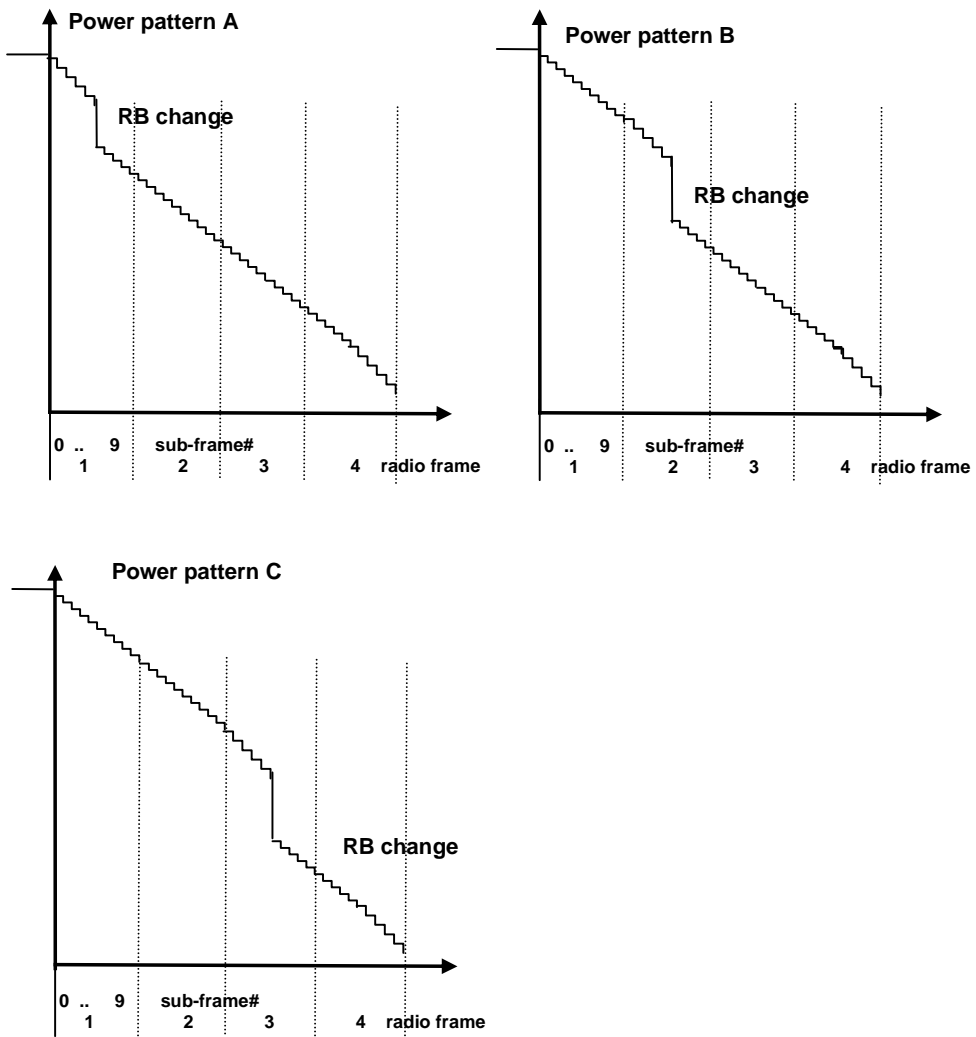 Power pattern A
RB change
0 .. 9 sub-frame#
1 2 3 4 radio frame
Power pattern B
RB change
0 .. 9 sub-frame#
1 2 3 4 radio frame
Power pattern C
RB change
0 .. 9 sub-frame#
1 2 3 4 radio frame